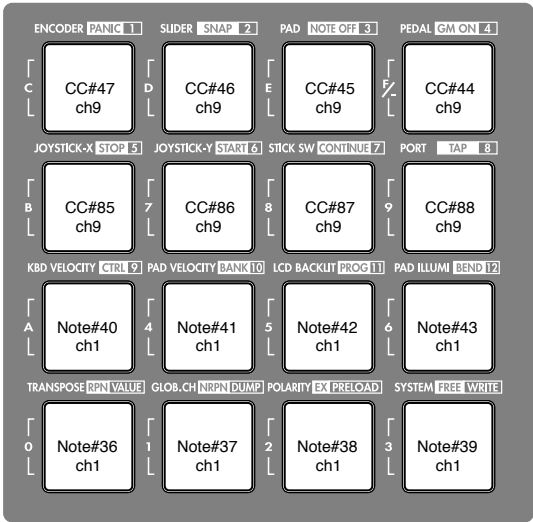 ENCODER PANIC 1 SLIDER SNAP 2 PAD NOTE OFF 3 PEDAL GM ON 4
C CC#47 D CC#46 E CC#45 F/- CC#44
ch9 ch9 ch9 ch9
JOYSTICK-X STOP 5 JOYSTICK-Y START 6 STICK SW CONTINUE 7 PORT TAP 8
B CC#85 7 CC#86 8 CC#87 9 CC#88
ch9 ch9 ch9 ch9
KBD VELOCITY CTRL 9 PAD VELOCITY BANK 10 LCD BACKLIT PROG 11 PAD ILLUMI BEND 12
A Note#40 4 Note#41 5 Note#42 6 Note#43
ch1 ch1 ch1 ch1
TRANSPOSE RPN VALUE GLOB.CH NRPN DUMP POLARITY EX PRELOAD SYSTEM FREE WRITE
0 Note#36 1 Note#37 2 Note#38 3 Note#39
ch1 ch1 ch1 ch1